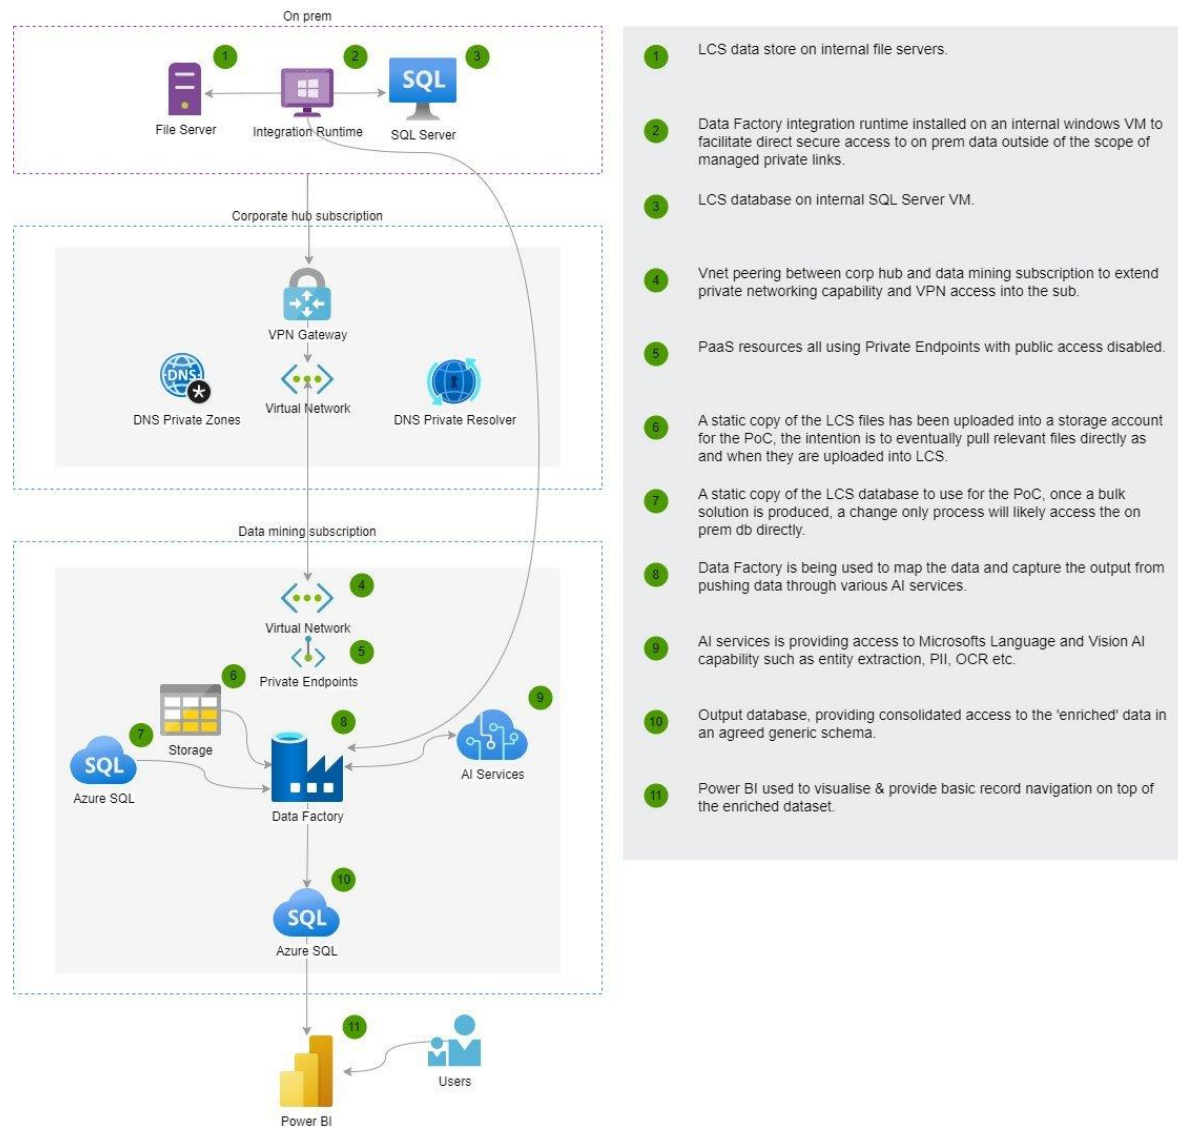 On prem
1
2
3
File Server
Integration Runtime
SQL
SQL Server
Corporate hub subscription
VPN Gateway
DNS
DNS Private Zones
Virtual Network
DNS Private Resolver
Data mining subscription
4
Virtual Network
5
Private Endpoints
6
Storage
7
SQL
Azure SQL
8
Data Factory
9
AI Services
10
SQL
Azure SQL
11
Power BI
Users
1
LCS data store on internal file servers.
2
Data Factory integration runtime installed on an internal windows VM to
facilitate direct secure access to on prem data outside of the scope of
managed private links.
3
LCS database on internal SQL Server VM.
4
Vnet peering between corp hub and data mining subscription to extend
private networking capability and VPN access into the sub.
5
PaaS resources all using Private Endpoints with public access disabled.
6
A static copy of the LCS files has been uploaded into a storage account
for the PoC, the intention is to eventually pull relevant files directly as
and when they are uploaded into LCS.
7
A static copy of the LCS database to use for the PoC, once a bulk
solution is produced, a change only process will likely access the on
prem db directly.
8
Data Factory is being used to map the data and capture the output from
pushing data through various AI services.
9
AI services is providing access to Microsofts Language and Vision AI
capability such as entity extraction, PII, OCR etc.
10
Output database, providing consolidated access to the 'enriched' data in
an agreed generic schema.
11
Power BI used to visualise & provide basic record navigation on top of
the enriched dataset.